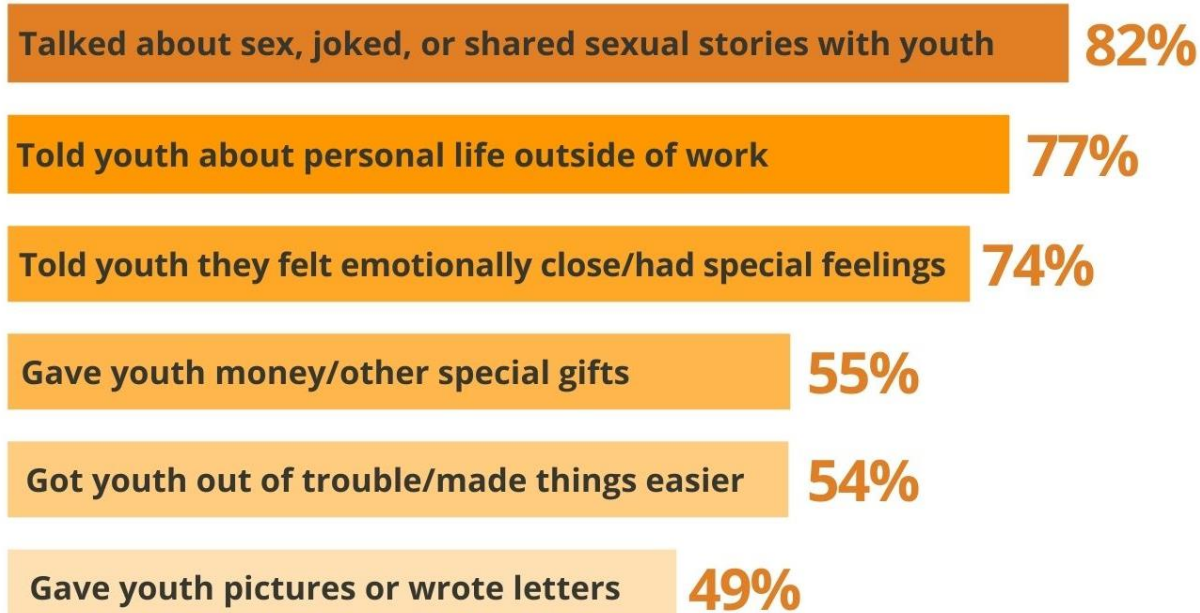 Talked about sex, joked, or shared sexual stories with youth 82%
Told youth about personal life outside of work 77%
Told youth they felt emotionally close/had special feelings 74%
Gave youth money/other special gifts 55%
Got youth out of trouble/made things easier 54%
Gave youth pictures or wrote letters 49%